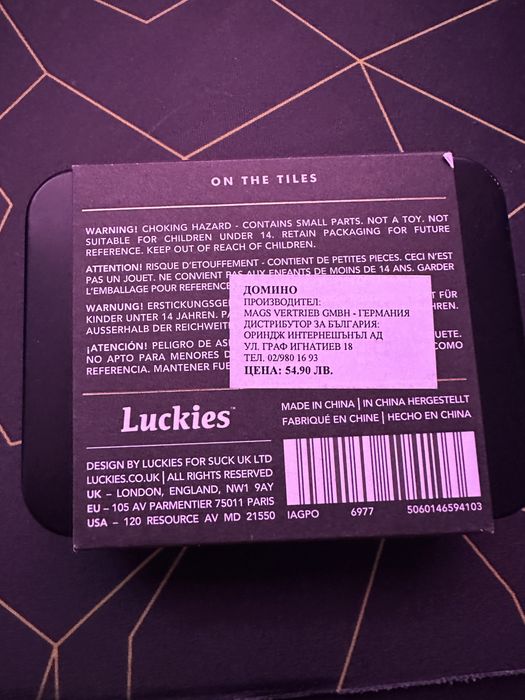 ON THE TILES
WARNING! CHOKING HAZARD - CONTAINS SMALL PARTS. NOT A TOY. NOT
SUITABLE FOR CHILDREN UNDER 14. RETAIN PACKAGING FOR FUTURE
REFERENCE. KEEP OUT OF REACH OF CHILDREN.
ATTENTION! RISQUE D'ETOUFFEMENT - CONTIENT DE PETITES PIECES. CECI N'EST
PAS UN JOUET. NE CONVIENT PAS AUX ENFANTS DE MOINS DE 14 ANS. GARDER
L'EMBALLAGE POUR REFERENCE
WARNUNG! ERSTICKUNGSGE T FÜR
KINDER UNTER 14 JAHREN. HREN.
AUSSERHALB DER REICHWEIT
¡ATENCIÓN! PELIGRO DE AS UETE.
NO APTO PARA MENORES D COMO
REFERENCIA. MANTENER FUE
ДОМИНО
ПРОИЗВОДИТЕЛ:
MAGS VERTRIEB GMBH - ГЕРМАНИЯ
ДИСТРИБУТОР ЗА БЪЛГАРИЯ:
ОРИНДЖ ИНТЕРНЕШЪНЪЛ АД
УЛ. ГРАФ ИГНАТИЕВ 18
ТЕЛ. 02/980 16 93
ЦЕНА: 54.90 ЛВ.
Luckies™
MADE IN CHINA | IN CHINA HERGESTELLT
FABRIQUÉ EN CHINE | HECHO EN CHINA
DESIGN BY LUCKIES FOR SUCK UK LTD
LUCKIES.CO.UK | ALL RIGHTS RESERVED
UK – LONDON, ENGLAND, NW1 9AY
EU – 105 AV PARMENTIER 75011 PARIS
USA – 120 RESOURCE AV MD 21550
IAGPO 6977 5060146594103